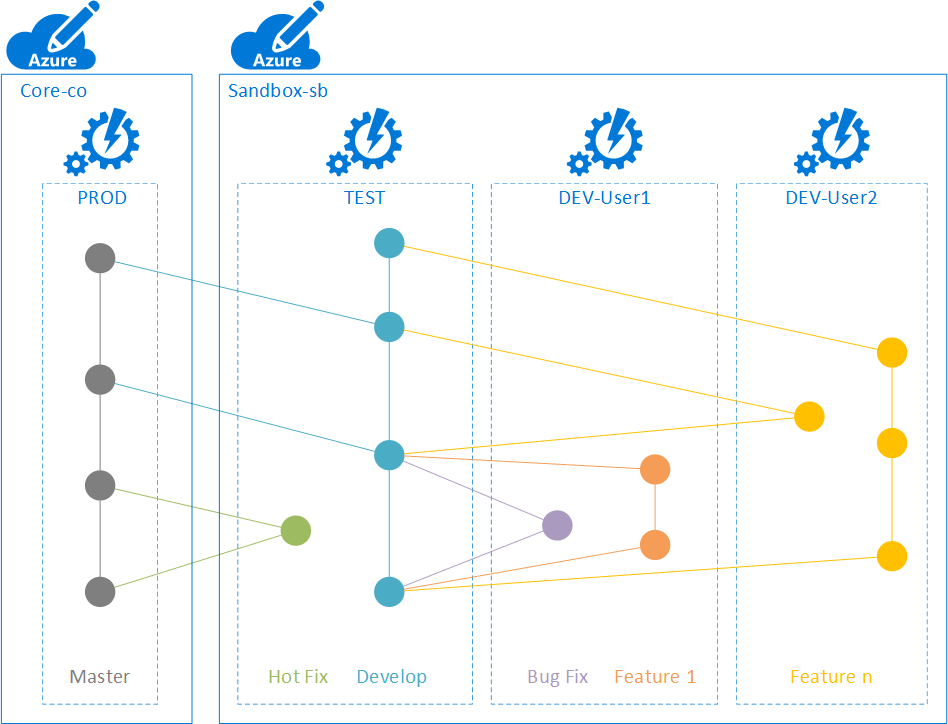 Azure
Azure
Core-co
Sandbox-sb
PROD
TEST
DEV-User1
DEV-User2
Master
Hot Fix
Develop
Bug Fix
Feature 1
Feature n